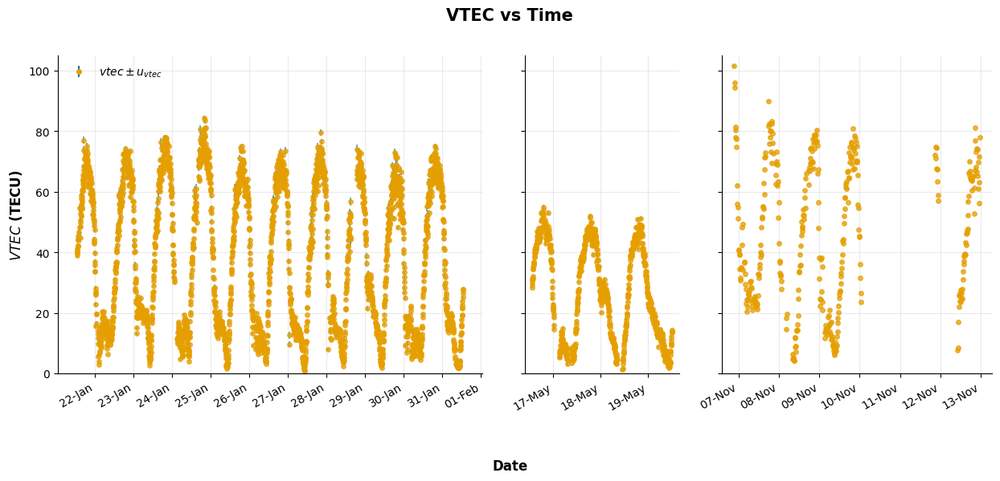 VTEC vs Time
VTEC (TECU)
100
80
60
40
20
0
vtec ± u_vtec
22-Jan
23-Jan
24-Jan
25-Jan
26-Jan
27-Jan
28-Jan
29-Jan
30-Jan
31-Jan
01-Feb
17-May
18-May
19-May
07-Nov
08-Nov
09-Nov
10-Nov
11-Nov
12-Nov
13-Nov
Date